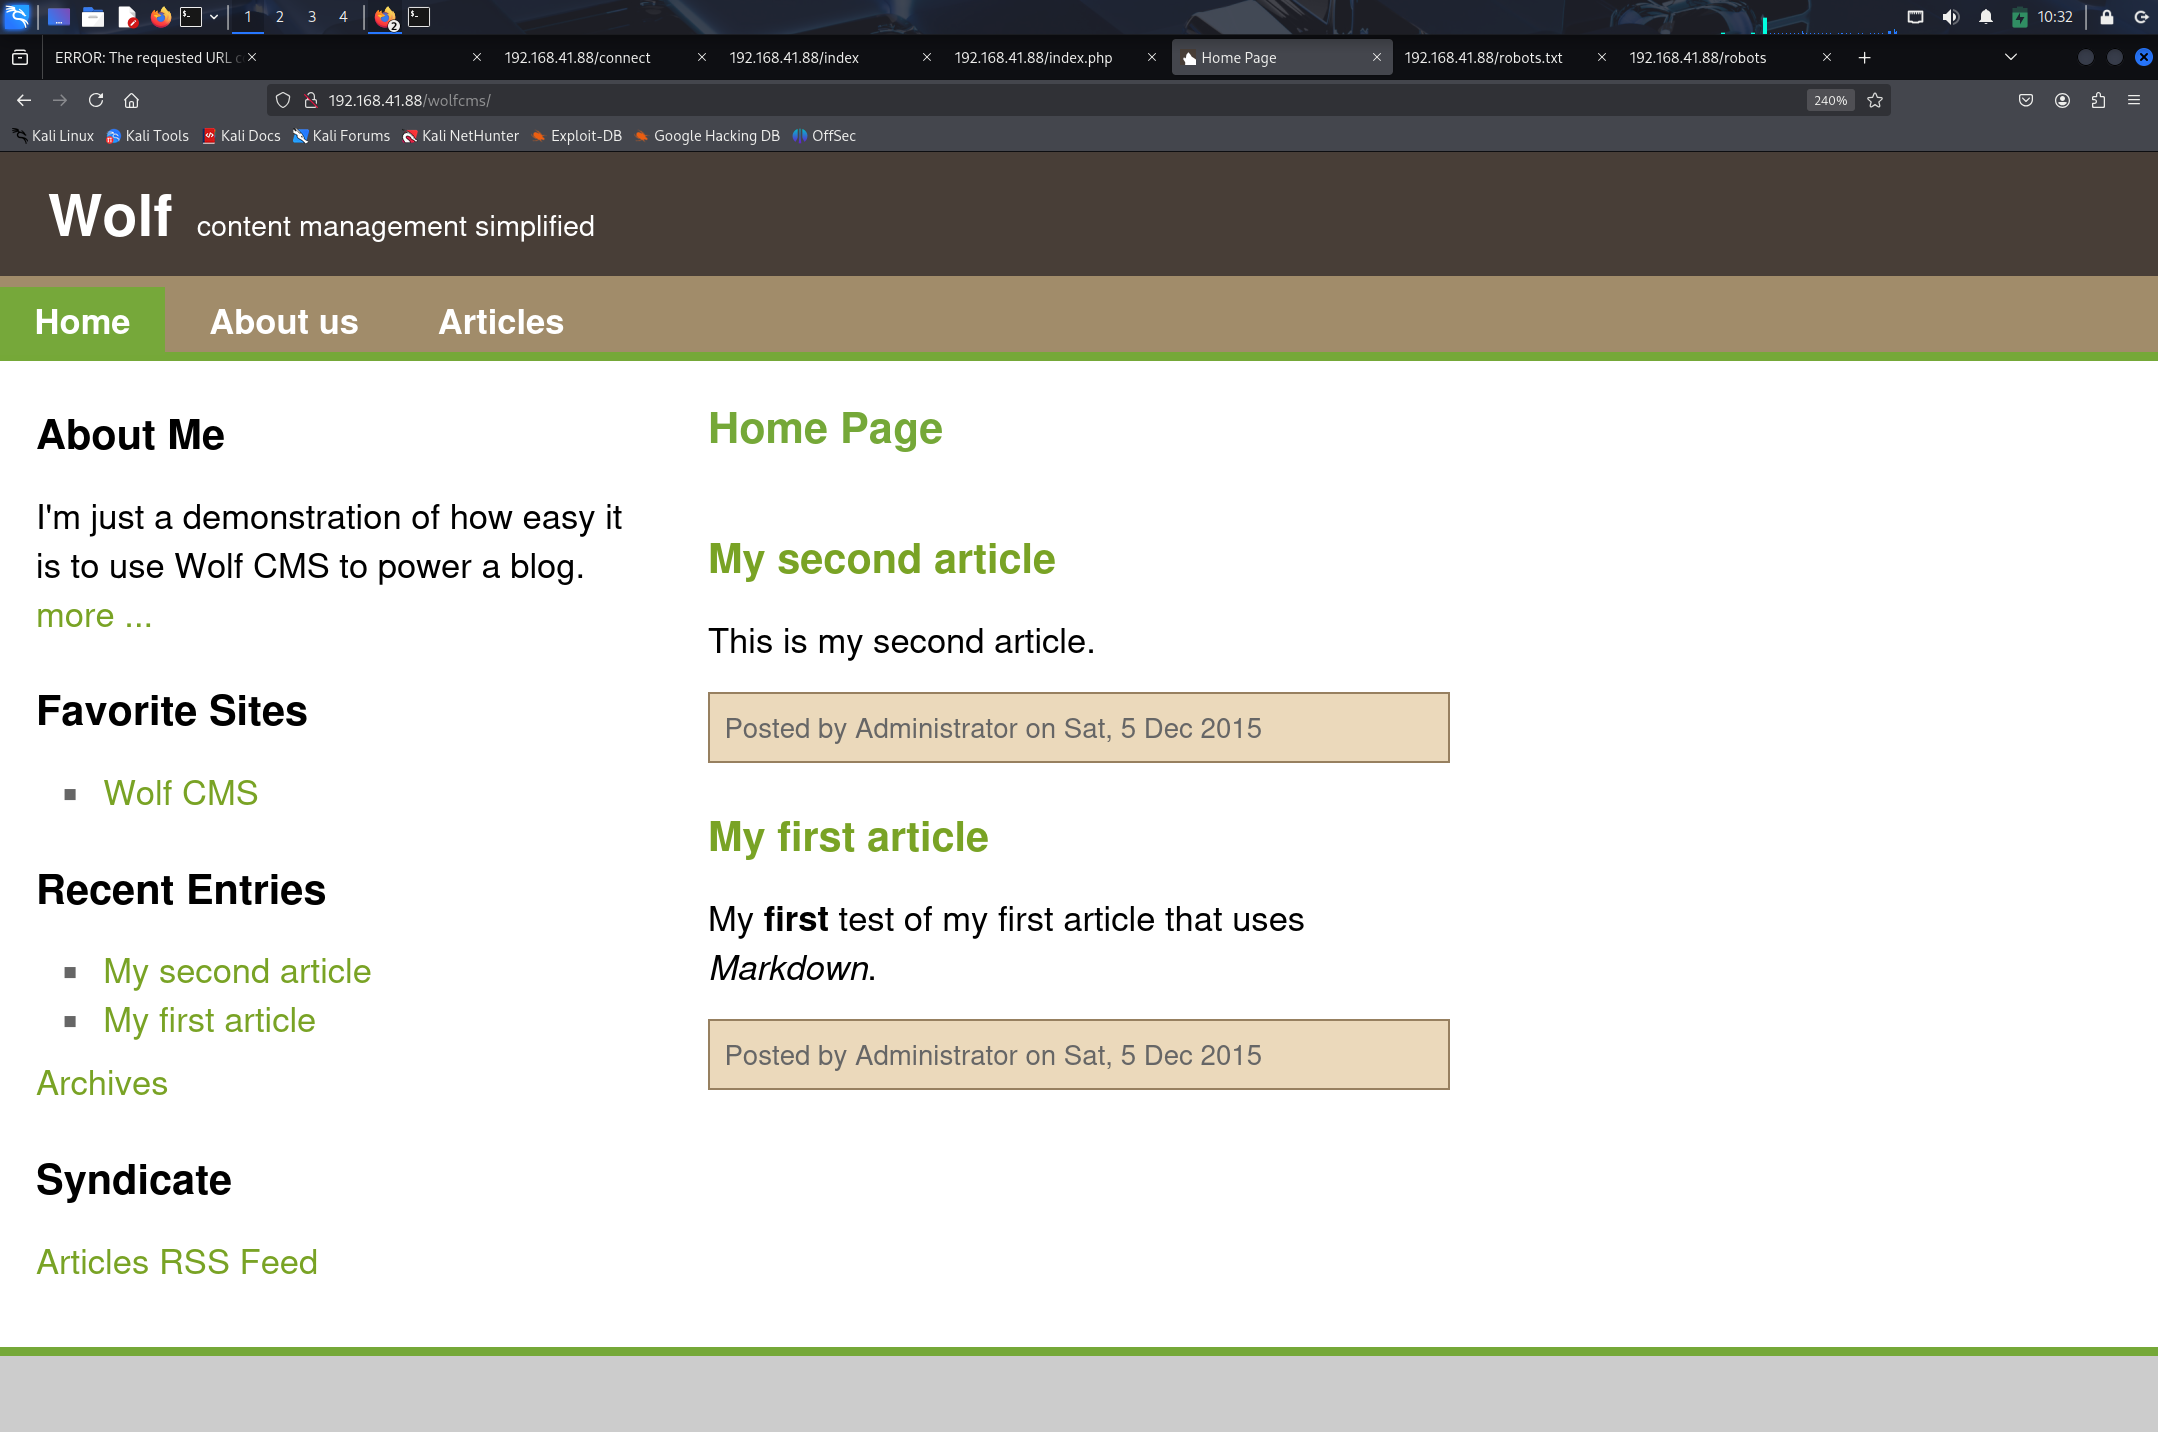 1 2 3 4 2 10:32
ERROR: The requested URL 192.168.41.88/connect 192.168.41.88/index 192.168.41.88/index.php Home Page 192.168.41.88/robots.txt 192.168.41.88/robots
192.168.41.88/wolfcms/ 240%
Kali Linux Kali Tools Kali Docs Kali Forums Kali NetHunter Exploit-DB Google Hacking DB OffSec
Wolf content management simplified
Home About us Articles
About Me
I'm just a demonstration of how easy it
is to use Wolf CMS to power a blog.
more ...
Favorite Sites
Wolf CMS
Recent Entries
My second article
My first article
Archives
Syndicate
Articles RSS Feed
Home Page
My second article
This is my second article.
Posted by Administrator on Sat, 5 Dec 2015
My first article
My first test of my first article that uses
Markdown.
Posted by Administrator on Sat, 5 Dec 2015